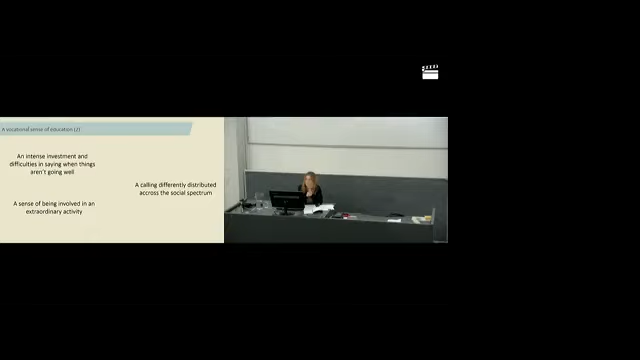 A vocational sense of education (2)
An intense investment and
difficulties in saying when things
aren't going well
A calling differently distributed
accross the social spectrum
A sense of being involved in an
extraordinary activity